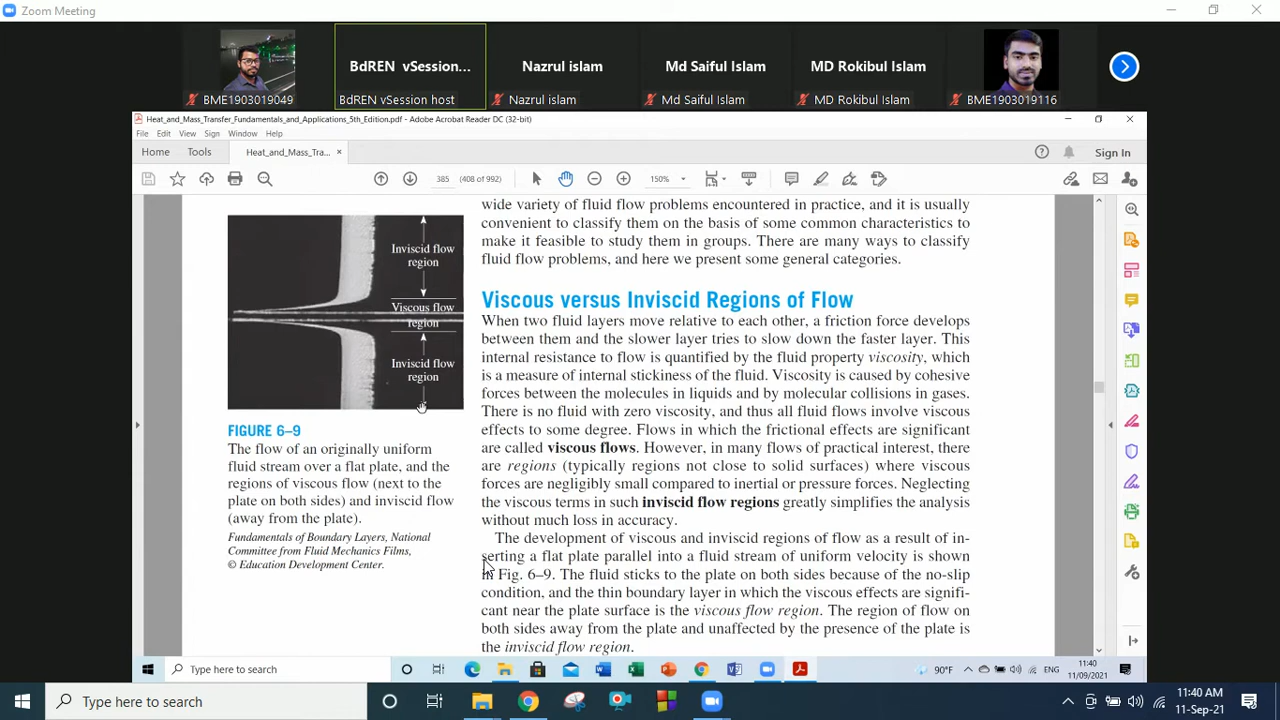 Zoom Meeting
BME1903019049
BdREN vSession...
BdREN vSession host
Nazrul islam
Nazrul islam
Md Saiful Islam
Md Saiful Islam
MD Rokibul Islam
MD Rokibul Islam
BME1903019116
Heat_and_Mass_Transfer_Fundamentals_and_Applications_5th_Edition.pdf - Adobe Acrobat Reader DC (32-bit)
File Edit View Sign Window Help
Home Tools Heat_and_Mass_Tra... × Sign In
385 (408 of 992) 150%
wide variety of fluid flow problems encountered in practice, and it is usually
convenient to classify them on the basis of some common characteristics to
make it feasible to study them in groups. There are many ways to classify
fluid flow problems, and here we present some general categories.
Inviscid flow
region
Viscous flow
region
Inviscid flow
region
FIGURE 6–9
The flow of an originally uniform
fluid stream over a flat plate, and the
regions of viscous flow (next to the
plate on both sides) and inviscid flow
(away from the plate).
Fundamentals of Boundary Layers, National
Committee from Fluid Mechanics Films,
© Education Development Center.
Viscous versus Inviscid Regions of Flow
When two fluid layers move relative to each other, a friction force develops
between them and the slower layer tries to slow down the faster layer. This
internal resistance to flow is quantified by the fluid property viscosity, which
is a measure of internal stickiness of the fluid. Viscosity is caused by cohesive
forces between the molecules in liquids and by molecular collisions in gases.
There is no fluid with zero viscosity, and thus all fluid flows involve viscous
effects to some degree. Flows in which the frictional effects are significant
are called viscous flows. However, in many flows of practical interest, there
are regions (typically regions not close to solid surfaces) where viscous
forces are negligibly small compared to inertial or pressure forces. Neglecting
the viscous terms in such inviscid flow regions greatly simplifies the analysis
without much loss in accuracy.
The development of viscous and inviscid regions of flow as a result of in-
serting a flat plate parallel into a fluid stream of uniform velocity is shown
in Fig. 6–9. The fluid sticks to the plate on both sides because of the no-slip
condition, and the thin boundary layer in which the viscous effects are signifi-
cant near the plate surface is the viscous flow region. The region of flow on
both sides away from the plate and unaffected by the presence of the plate is
the inviscid flow region.
Type here to search
90°F ENG 11:40
11/09/2021
Type here to search
11:40 AM
11-Sep-21